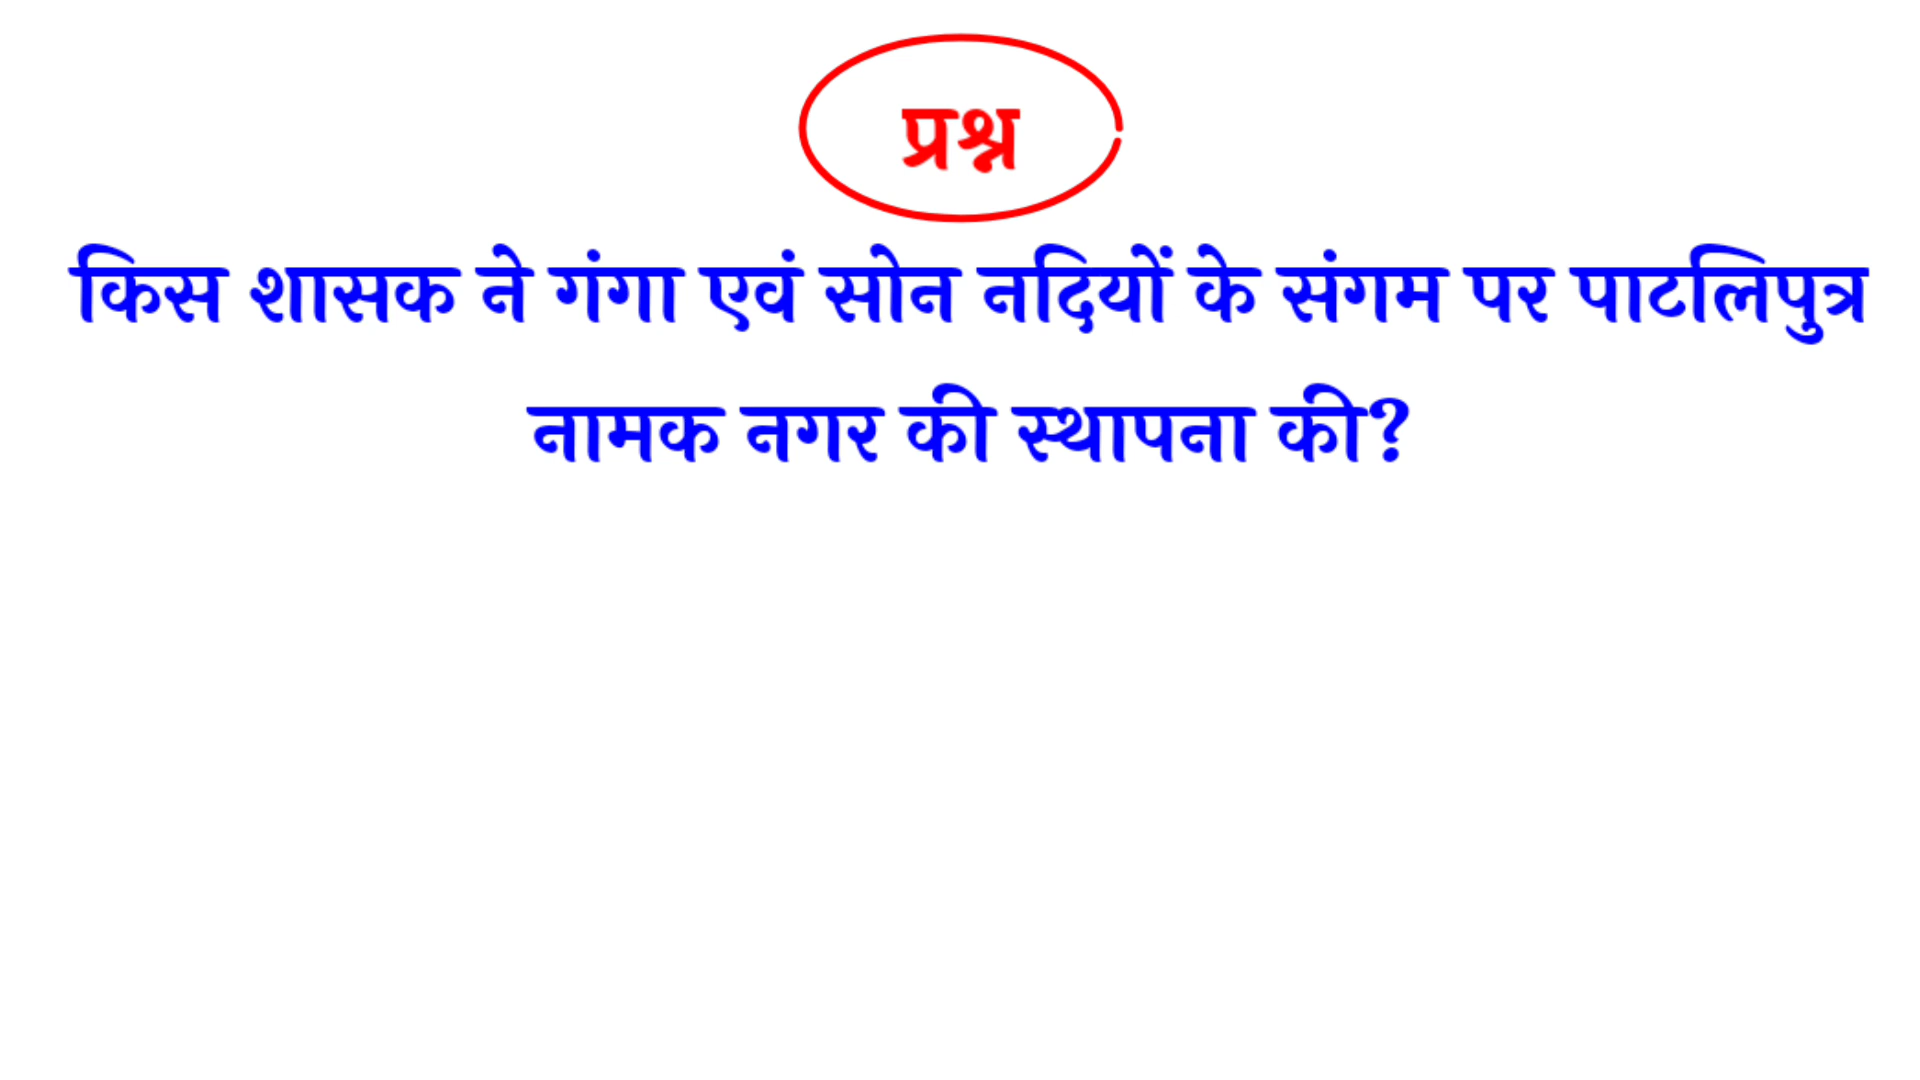 प्रश्न
किस शासक ने गंगा एवं सोन नदियों के संगम पर पाटलिपुत्र
नामक नगर की स्थापना की?